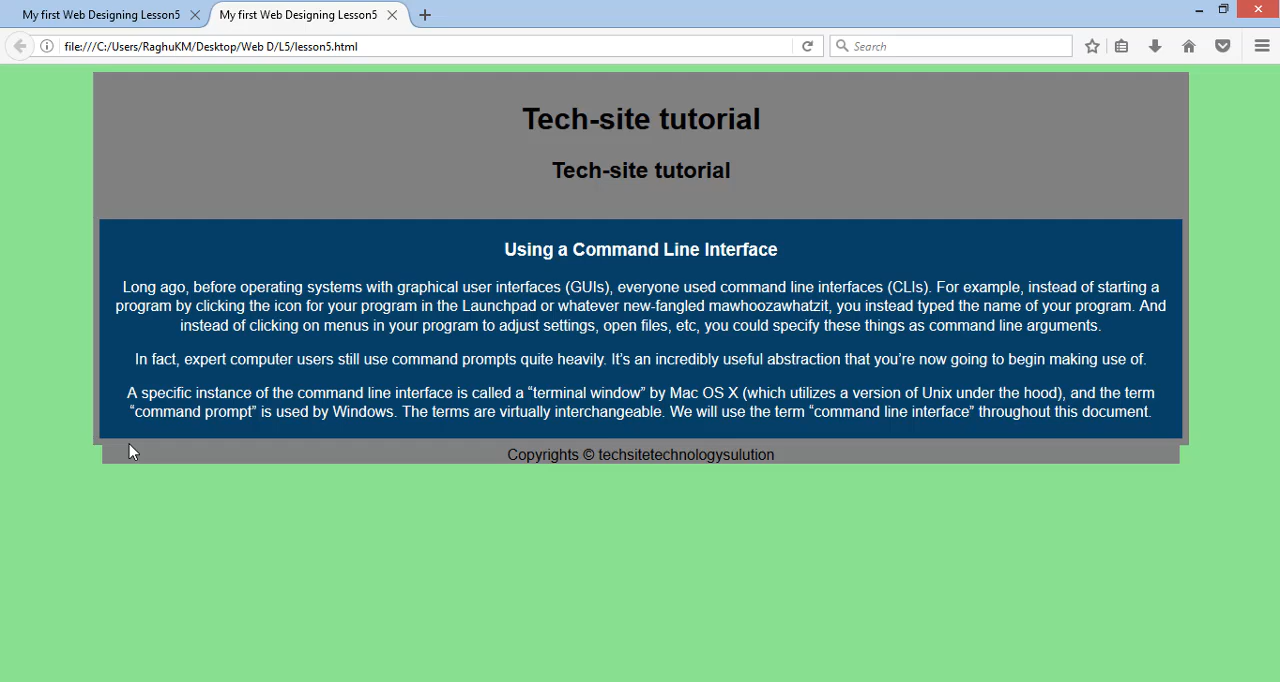 My first Web Designing Lesson5
My first Web Designing Lesson5
file:///C:/Users/RaghuKM/Desktop/Web D/L5/lesson5.html
Search
Tech-site tutorial
Tech-site tutorial
Using a Command Line Interface
Long ago, before operating systems with graphical user interfaces (GUIs), everyone used command line interfaces (CLIs). For example, instead of starting a
program by clicking the icon for your program in the Launchpad or whatever new-fangled mawhoozawhatzit, you instead typed the name of your program. And
instead of clicking on menus in your program to adjust settings, open files, etc, you could specify these things as command line arguments.
In fact, expert computer users still use command prompts quite heavily. It’s an incredibly useful abstraction that you’re now going to begin making use of.
A specific instance of the command line interface is called a “terminal window” by Mac OS X (which utilizes a version of Unix under the hood), and the term
“command prompt” is used by Windows. The terms are virtually interchangeable. We will use the term “command line interface” throughout this document.
Copyrights © techsitetechnologysulution